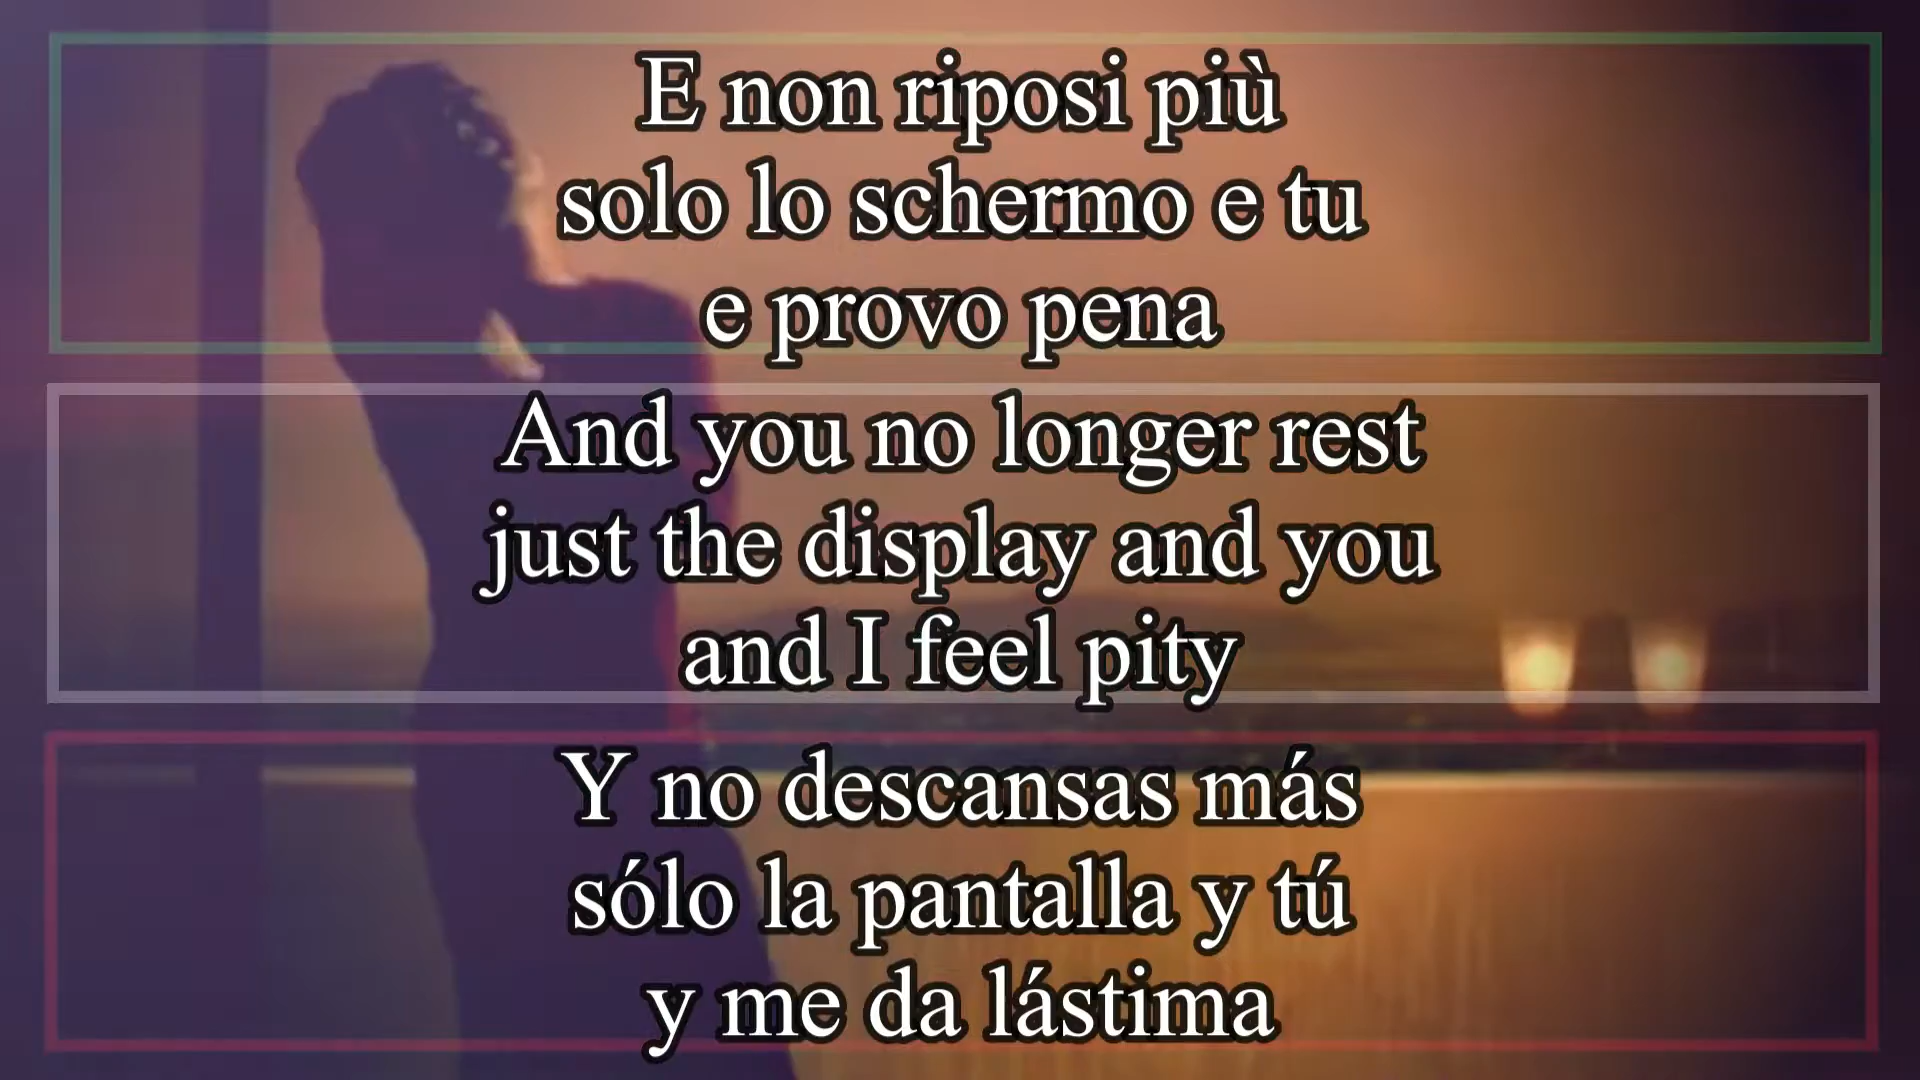 E non riposi più
solo lo schermo e tu
e provo pena
And you no longer rest
just the display and you
and I feel pity
Y no descansas más
sólo la pantalla y tú
y me da lástima